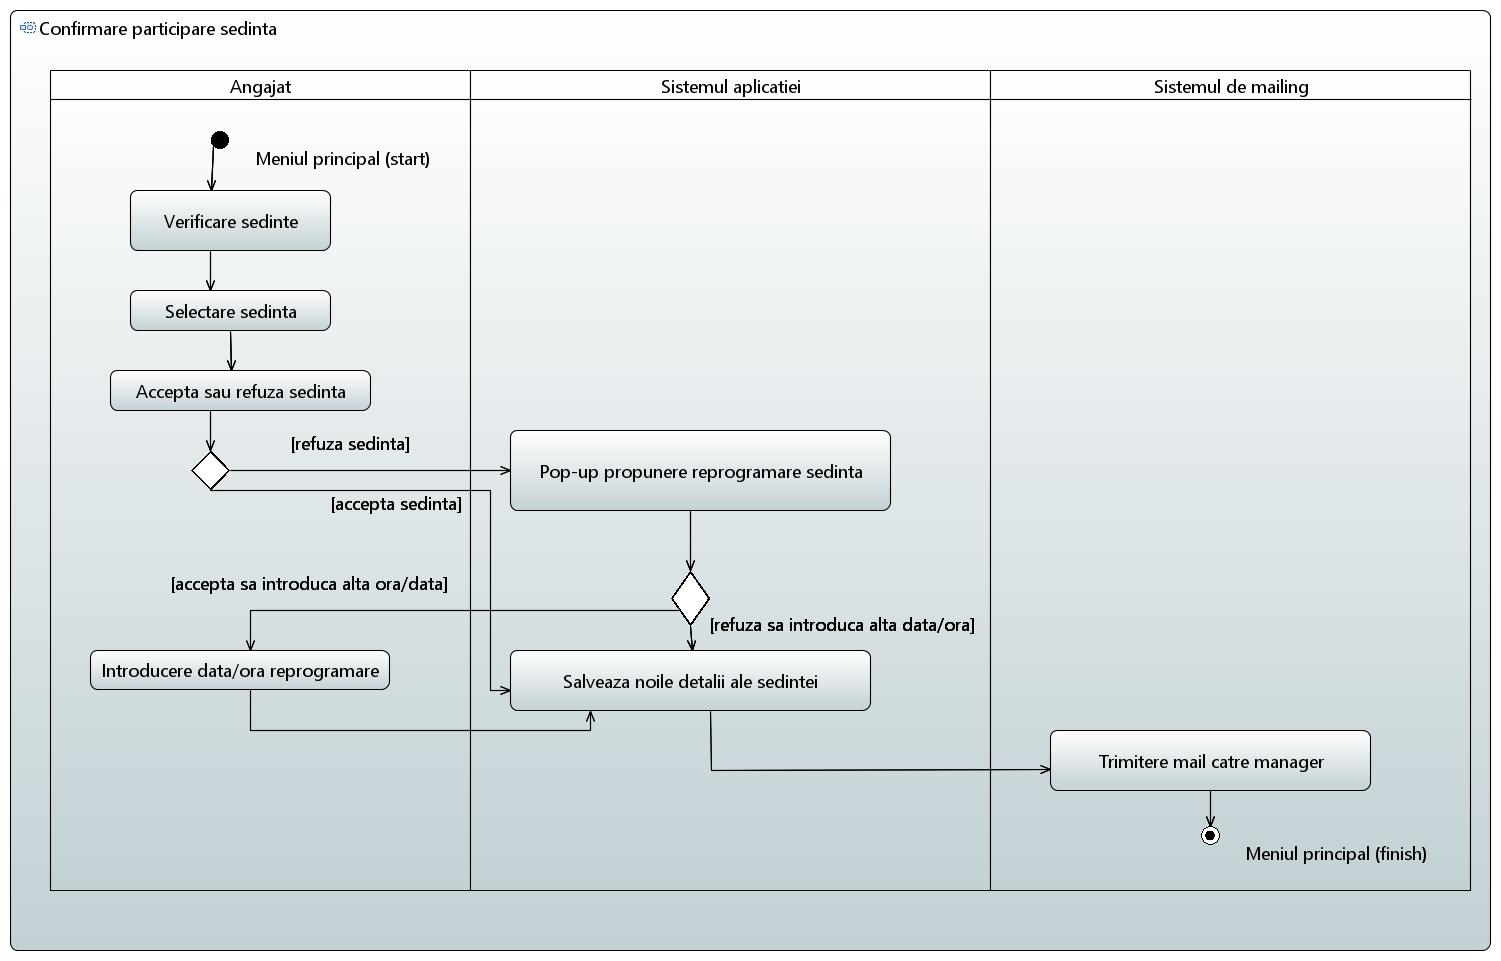 Confirmare participare sedinta
Angajat
Sistemul aplicatiei
Sistemul de mailing
Meniul principal (start)
Verificare sedinte
Selectare sedinta
Accepta sau refuza sedinta
[refuza sedinta]
Pop-up propunere reprogramare sedinta
[accepta sedinta]
[accepta sa introduca alta ora/data]
[refuza sa introduca alta data/ora]
Introducere data/ora reprogramare
Salveaza noile detalii ale sedintei
Trimitere mail catre manager
Meniul principal (finish)